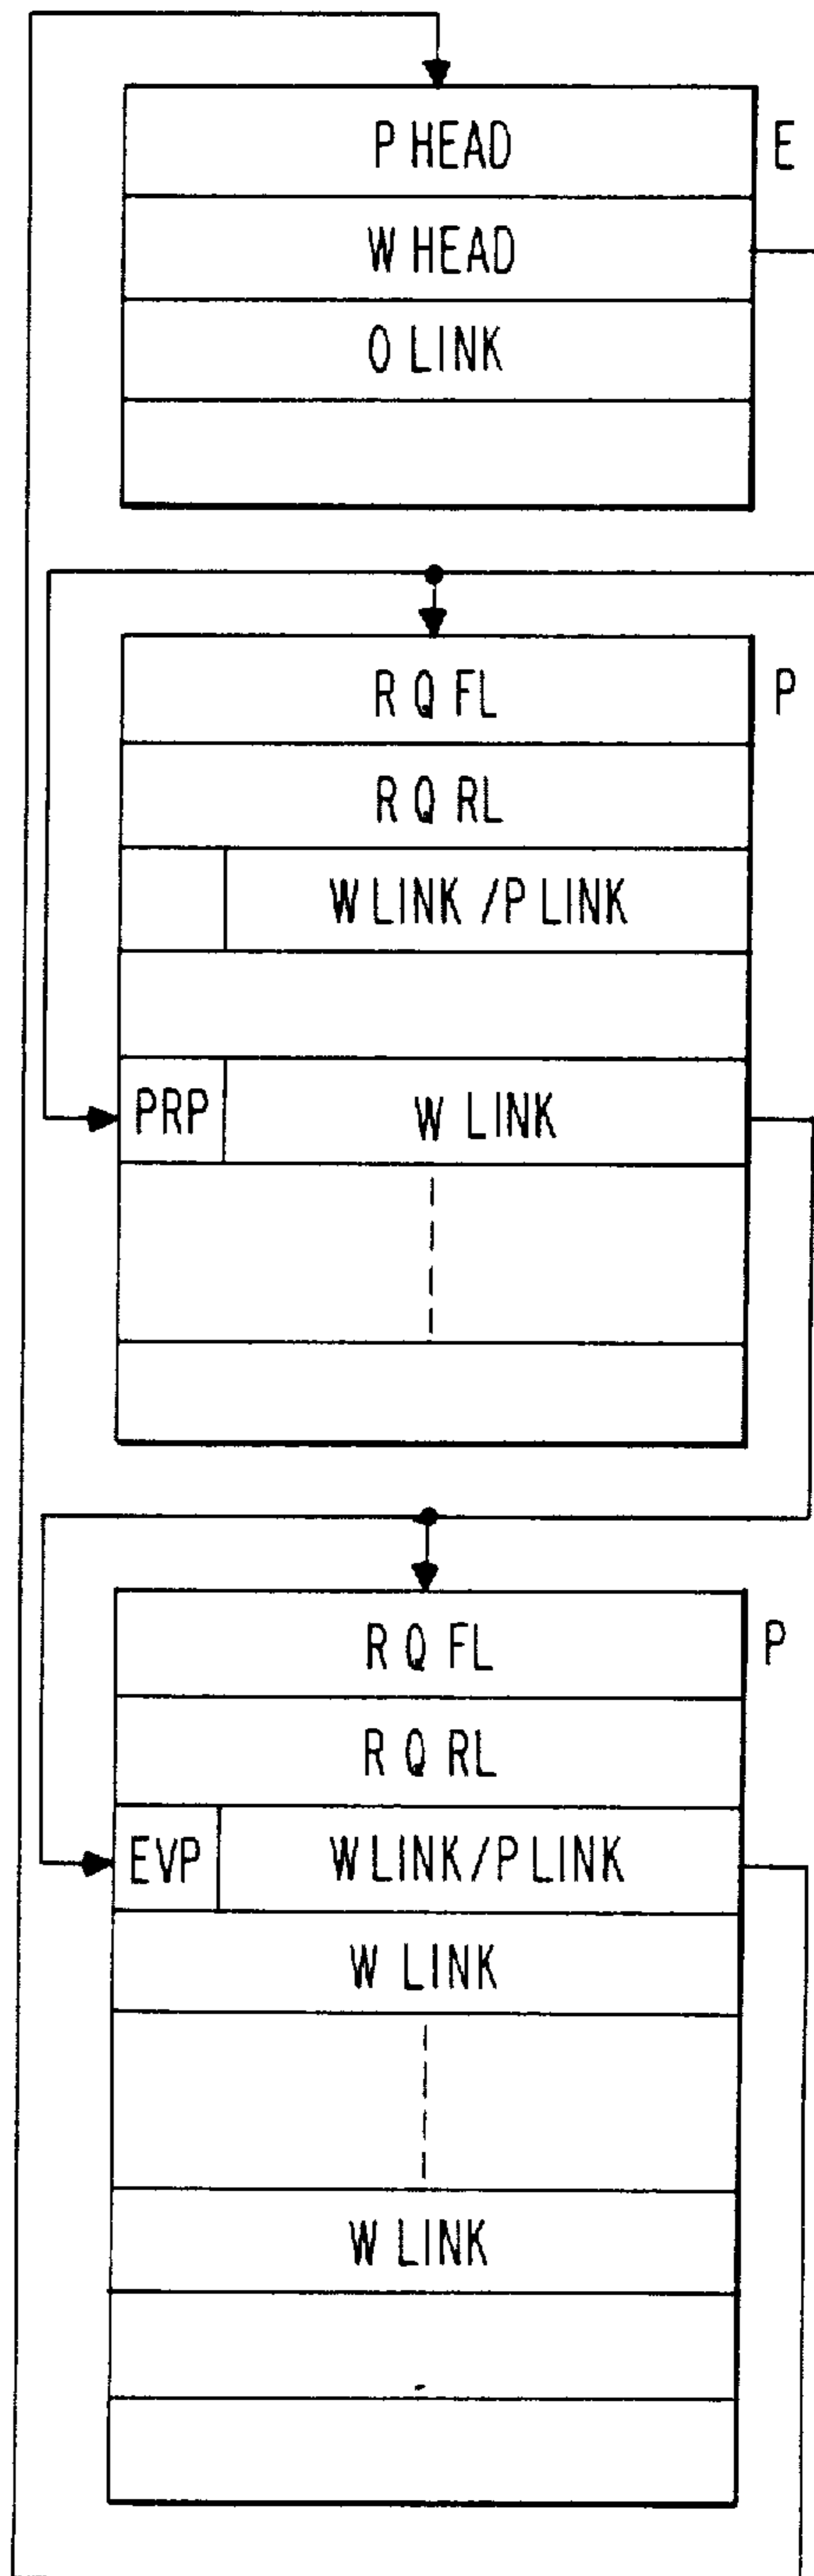 P HEAD E
W HEAD
O LINK
R Q FL P
R Q RL
W LINK / P LINK
PRP W LINK
R Q FL P
R Q RL
EVP W LINK/P LINK
W LINK
W LINK